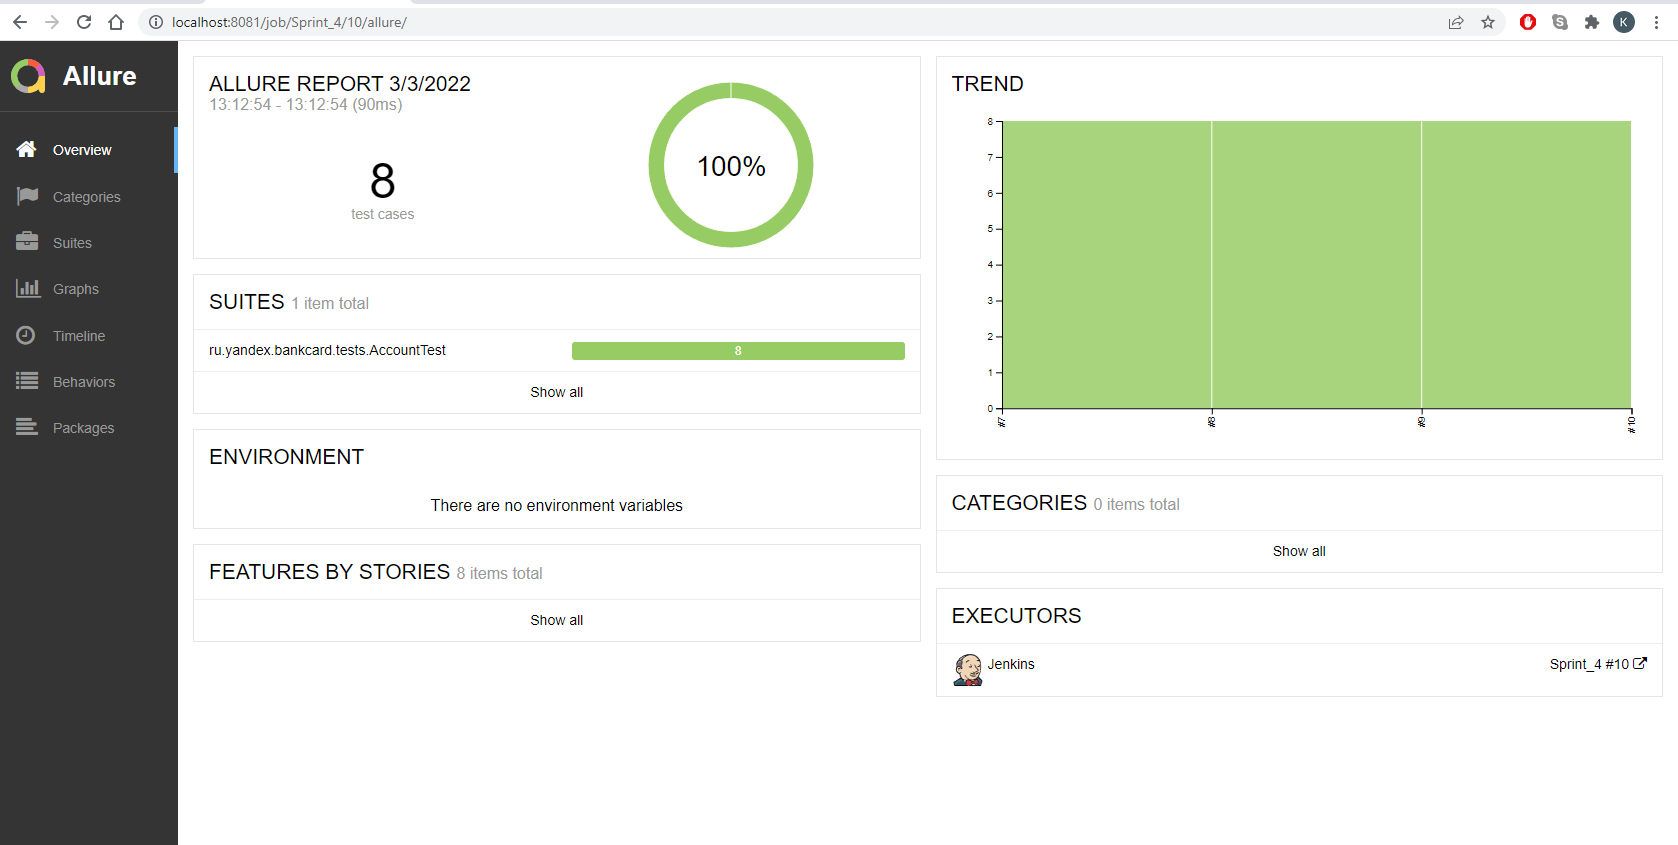 localhost:8081/job/Sprint_4/10/allure/
K
Allure
Overview
Categories
Suites
Graphs
Timeline
Behaviors
Packages
ALLURE REPORT 3/3/2022
13:12:54 - 13:12:54 (90ms)
8
test cases
100%
SUITES 1 item total
ru.yandex.bankcard.tests.AccountTest 8
Show all
ENVIRONMENT
There are no environment variables
FEATURES BY STORIES 8 items total
Show all
TREND
8
7
6
5
4
3
2
1
0
#7 #8 #9 #10
CATEGORIES 0 items total
Show all
EXECUTORS
Jenkins Sprint_4 #10